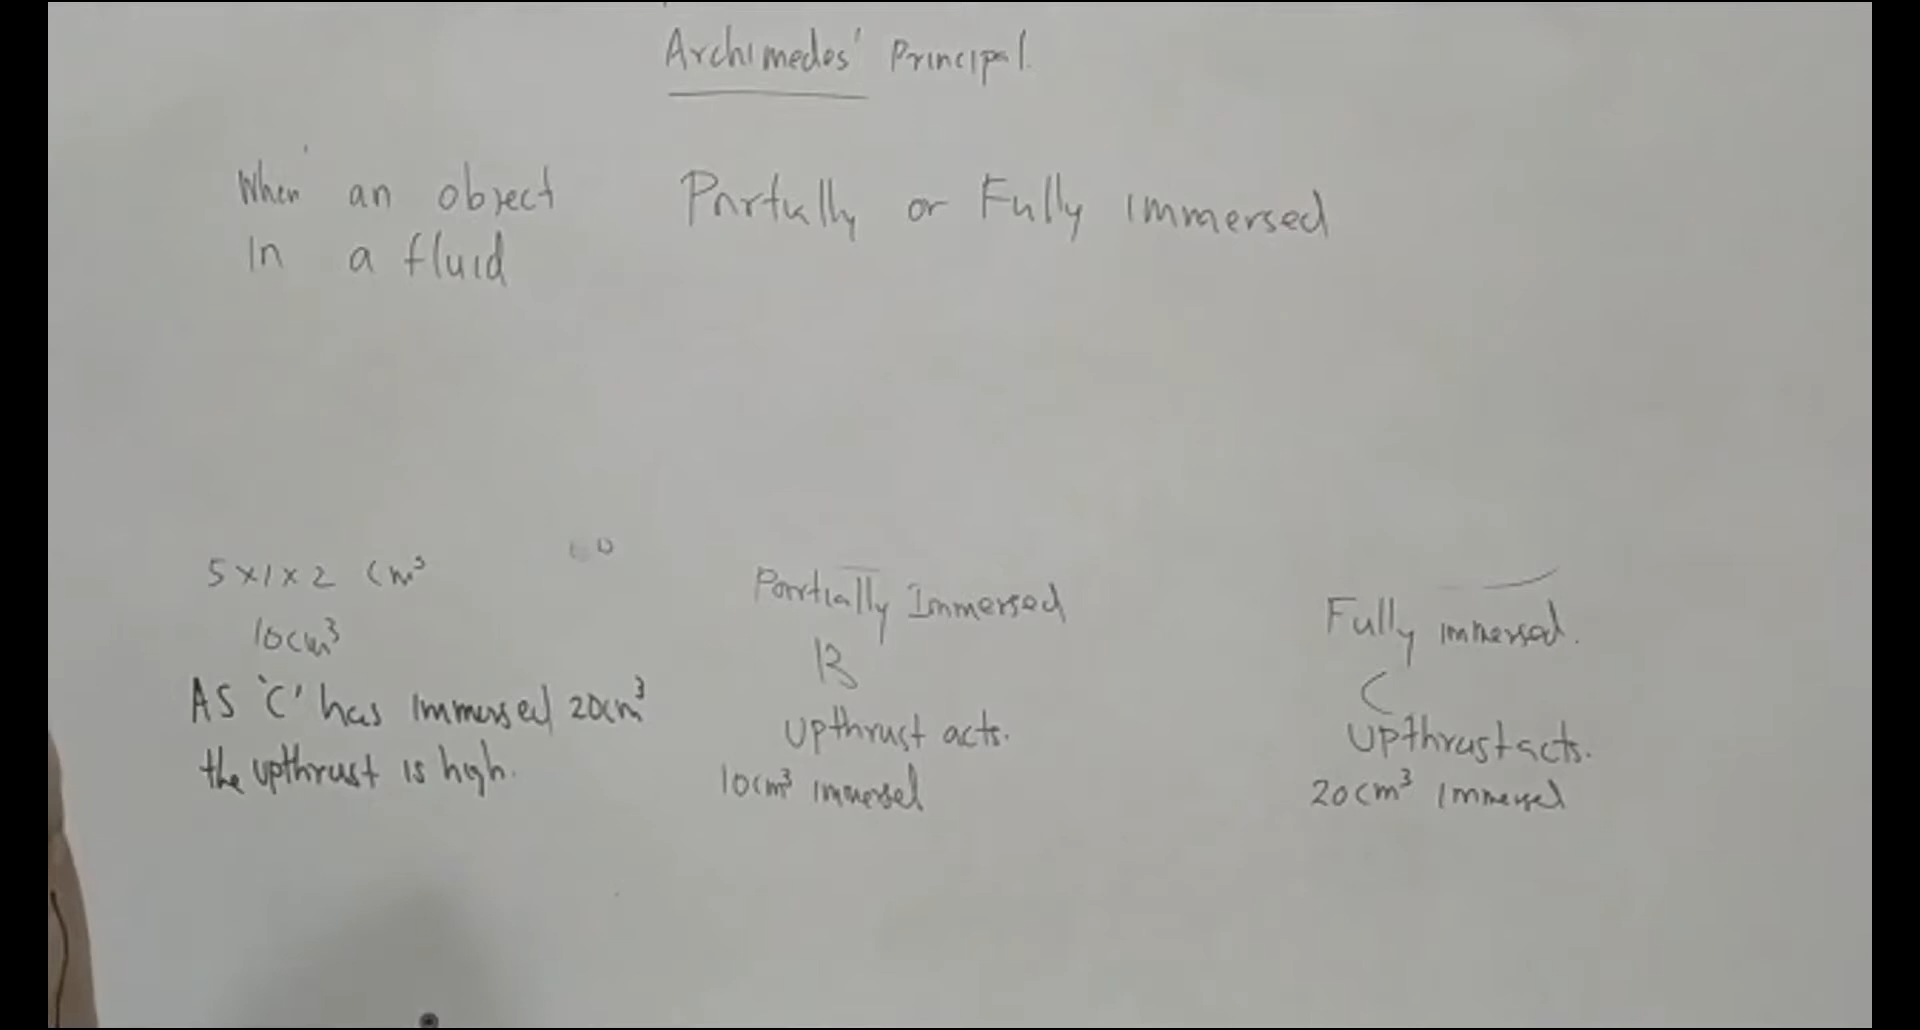 Archimedes' Principal.
When an object Partially or Fully immersed
in a fluid
5 x 1 x 2 cm³
10cm³
As 'C' has immersed 20cm³
the upthrust is high.
Partially Immersed
B
upthrust acts.
10cm³ immersed
Fully immersed.
C
upthrust acts.
20cm³ immersed